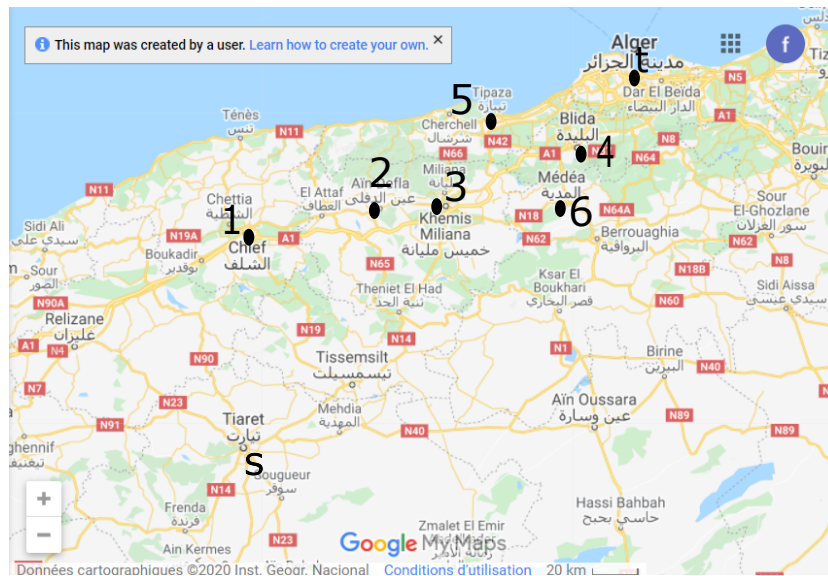 This map was created by a user. Learn how to create your own.
f
Alger
مدينة الجزائر
t
N5
Dar El Beïda
الدار البيضاء
Tipaza
تيبازة
5
Cherchell
شرشال
N42
Blida
البليدة
A1
N8
N64
4
Ténès
تنس
N11
N66
A1
Miliana
Bouir
البويرة
Chettia
الشطية
El Attaf
العطاف
2
Aïn Defla
عين الدفلى
3
Khemis
Miliana
خميس مليانة
Médéa
المدية
N18
6
N64A
N62
Berrouaghia
البرواقية
Sour
El-Ghozlane
سور الغزلان
N62
N11
Sidi Ali
سيدي علي
N19A
1
Chlef
الشلف
A1
Boukadir
بوقدير
N65
Theniet El Had
ثنية الحد
Ksar El
Boukhari
قصر البخاري
N8
N18B
Sidi Aissa
سيدي عيسى
N60
Sour
N90A
Relizane
غليزان
A1
N4
N19
N14
N1
Tissemsilt
تيسمسيلت
N90
Birine
البيرين
N40
N7
N23
Aïn Oussara
عين وسارة
N89
Tiaret
تيارت
Mehdia
المهدية
N91
N40
s
Sougueur
سوقر
N14
Frenda
فرندة
Hassi Bahbah
حاسي بحبح
N23
Ain Kermes
Zmalet El Emir
Google My Maps
Données cartographiques ©2020 Inst. Geogr. Nacional Conditions d'utilisation 20 km